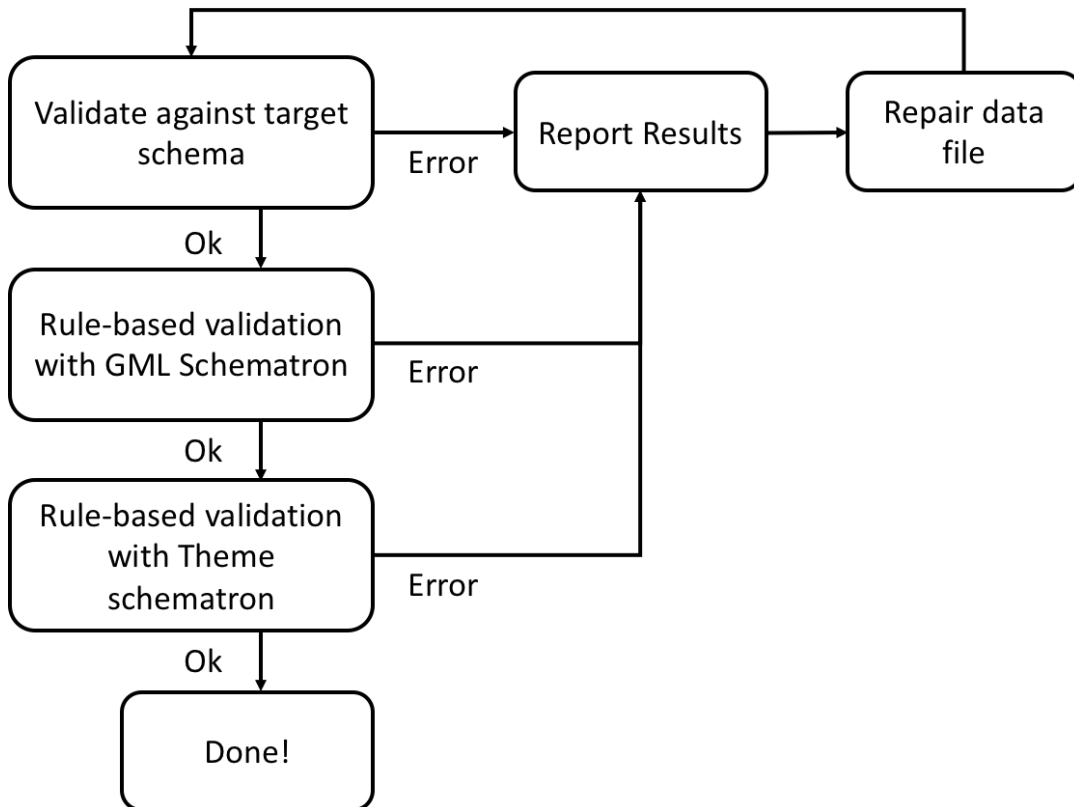 Validate against target
schema
Error
Report Results
Repair data
file
Ok
Rule-based validation
with GML Schematron
Error
Ok
Rule-based validation
with Theme
schematron
Error
Ok
Done!